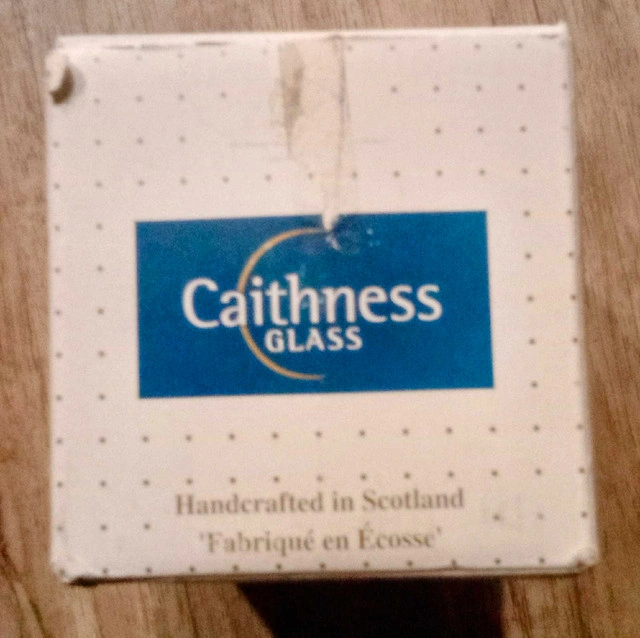 Caithness
GLASS
Handcrafted in Scotland
'Fabriqué en Écosse'